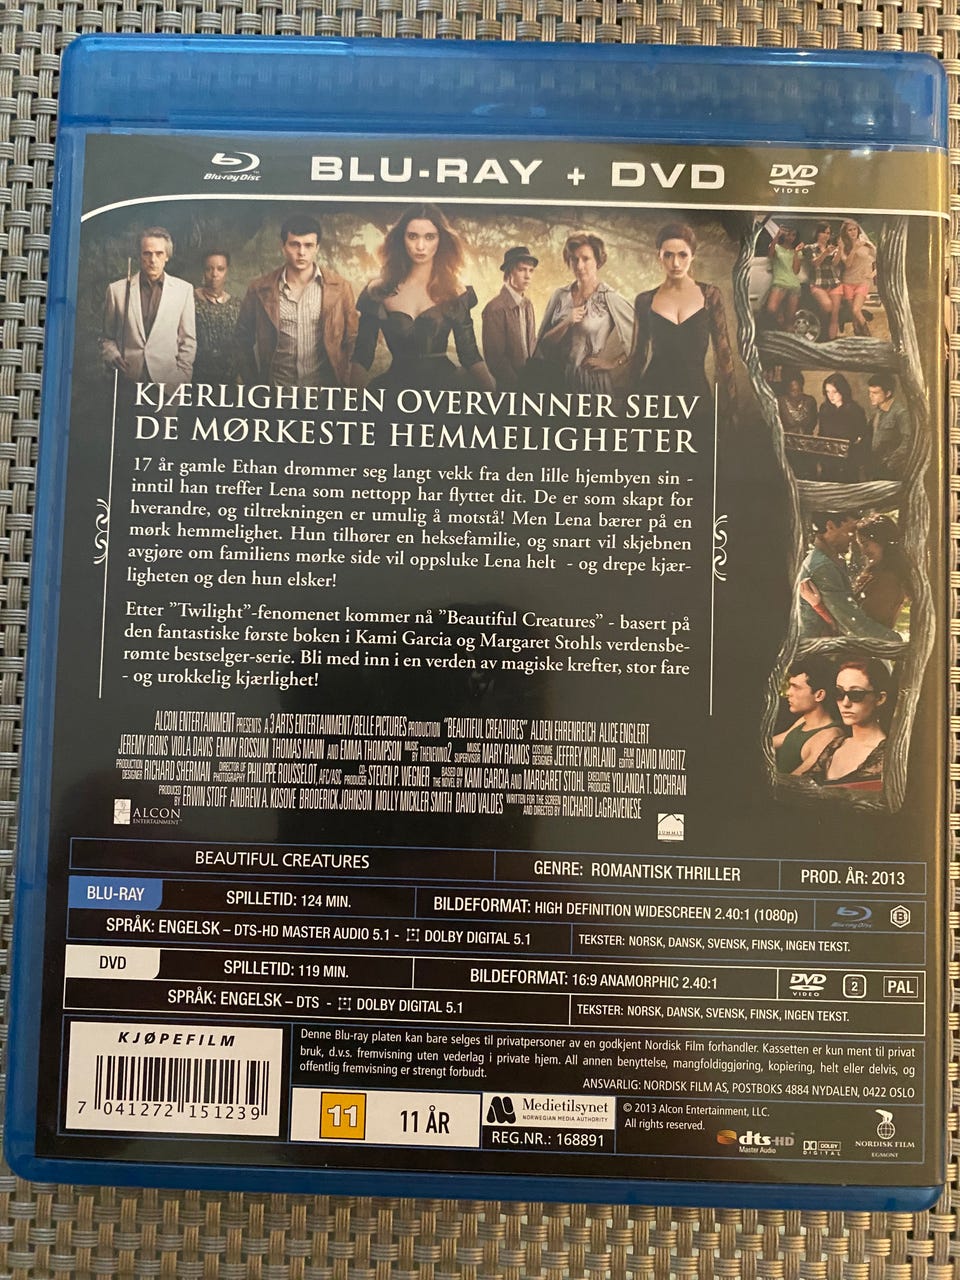 Blu-ray Disc BLU-RAY + DVD DVD VIDEO
KJÆRLIGHETEN OVERVINNER SELV
DE MØRKESTE HEMMELIGHETER
17 år gamle Ethan drømmer seg langt vekk fra den lille hjembyen sin -
inntil han treffer Lena som nettopp har flyttet dit. De er som skapt for
hverandre, og tiltrekningen er umulig å motstå! Men Lena bærer på en
mørk hemmelighet. Hun tilhører en heksefamilie, og snart vil skjebnen
avgjøre om familiens mørke side vil oppsluke Lena helt - og drepe kjær-
ligheten og den hun elsker!
Etter ”Twilight”-fenomenet kommer nå ”Beautiful Creatures” - basert på
den fantastiske første boken i Kami Garcia og Margaret Stohls verdensbe-
rømte bestselger-serie. Bli med inn i en verden av magiske krefter, stor fare
- og urokkelig kjærlighet!
ALCON ENTERTAINMENT PRESENTS A 3 ARTS ENTERTAINMENT/BELLE PICTURES PRODUCTION "BEAUTIFUL CREATURES" ALDEN EHRENREICH ALICE ENGLERT
JEREMY IRONS VIOLA DAVIS EMMY ROSSUM THOMAS MANN AND EMMA THOMPSON MUSIC BY THENEWNO2 MUSIC SUPERVISOR MARY RAMOS COSTUME DESIGNER JEFFREY KURLAND FILM EDITOR DAVID MORITZ
PRODUCTION DESIGNER RICHARD SHERMAN DIRECTOR OF PHOTOGRAPHY PHILIPPE ROUSSELOT, AFC/ASC CO-PRODUCER STEVEN P. WEGNER BASED ON THE NOVEL BY KAMI GARCIA AND MARGARET STOHL EXECUTIVE PRODUCER YOLANDA T. COCHRAN
PRODUCED BY ERWIN STOFF ANDREW A. KOSOVE BRODERICK JOHNSON MOLLY MICKLER SMITH DAVID VALDES WRITTEN FOR THE SCREEN AND DIRECTED BY RICHARD LaGRAVENESE
ALCON ENTERTAINMENT SUMMIT
BEAUTIFUL CREATURES GENRE: ROMANTISK THRILLER PROD. ÅR: 2013
BLU-RAY SPILLETID: 124 MIN. BILDEFORMAT: HIGH DEFINITION WIDESCREEN 2.40:1 (1080p) Blu-ray Disc B
SPRÅK: ENGELSK – DTS-HD MASTER AUDIO 5.1 - DOLBY DIGITAL 5.1 TEKSTER: NORSK, DANSK, SVENSK, FINSK, INGEN TEKST.
DVD SPILLETID: 119 MIN. BILDEFORMAT: 16:9 ANAMORPHIC 2.40:1 DVD VIDEO 2 PAL
SPRÅK: ENGELSK – DTS - DOLBY DIGITAL 5.1 TEKSTER: NORSK, DANSK, SVENSK, FINSK, INGEN TEKST.
KJØPEFILM
7 041272 151239
Denne Blu-ray platen kan bare selges til privatpersoner av en godkjent Nordisk Film forhandler. Kassetten er kun ment til privat
bruk, d.v.s. fremvisning uten vederlag i private hjem. All annen benyttelse, mangfoldiggjøring, kopiering, helt eller delvis, og
offentlig fremvisning er strengt forbudt.
ANSVARLIG: NORDISK FILM AS, POSTBOKS 4884 NYDALEN, 0422 OSLO
11 11 ÅR
Medietilsynet
NORWEGIAN MEDIA AUTHORITY
REG.NR.: 168891
© 2013 Alcon Entertainment, LLC.
All rights reserved.
dts-HD Master Audio DOLBY DIGITAL
NORDISK FILM
EGMONT